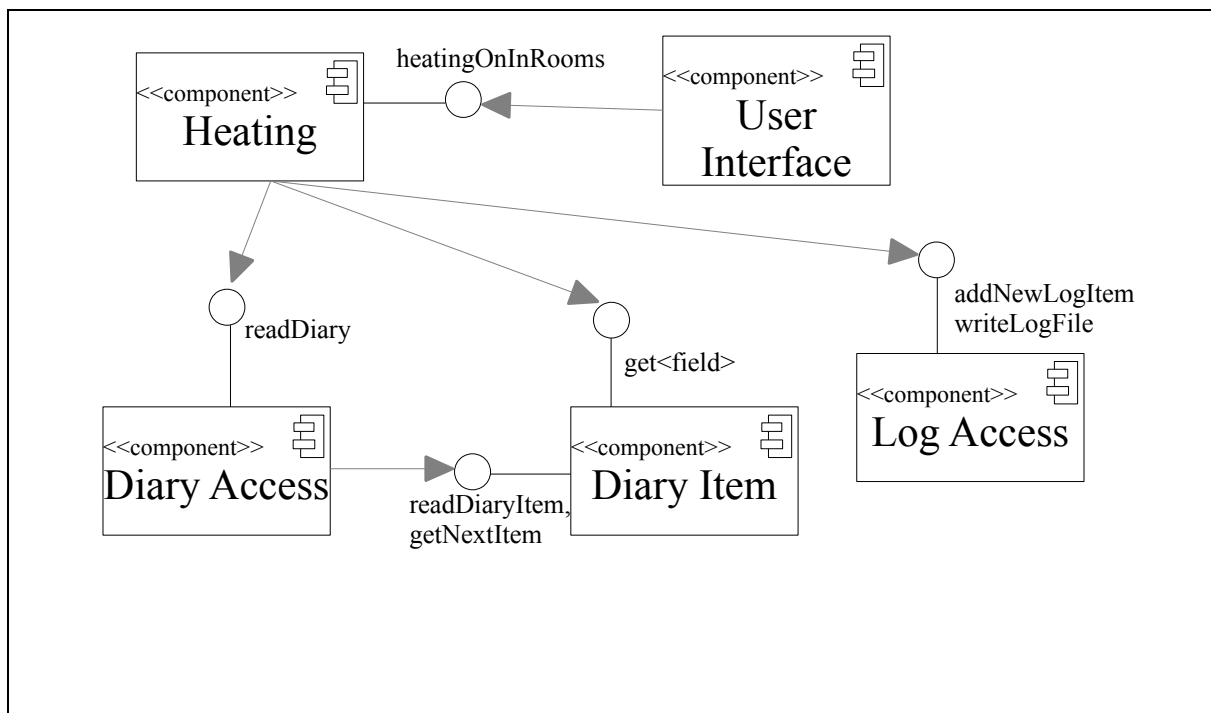 heatingOnInRooms
<<component>>
Heating
<<component>>
User
Interface
readDiary
addNewLogItem
writeLogFile
get<field>
<<component>>
Log Access
<<component>>
Diary Access
readDiaryItem,
getNextItem
<<component>>
Diary Item